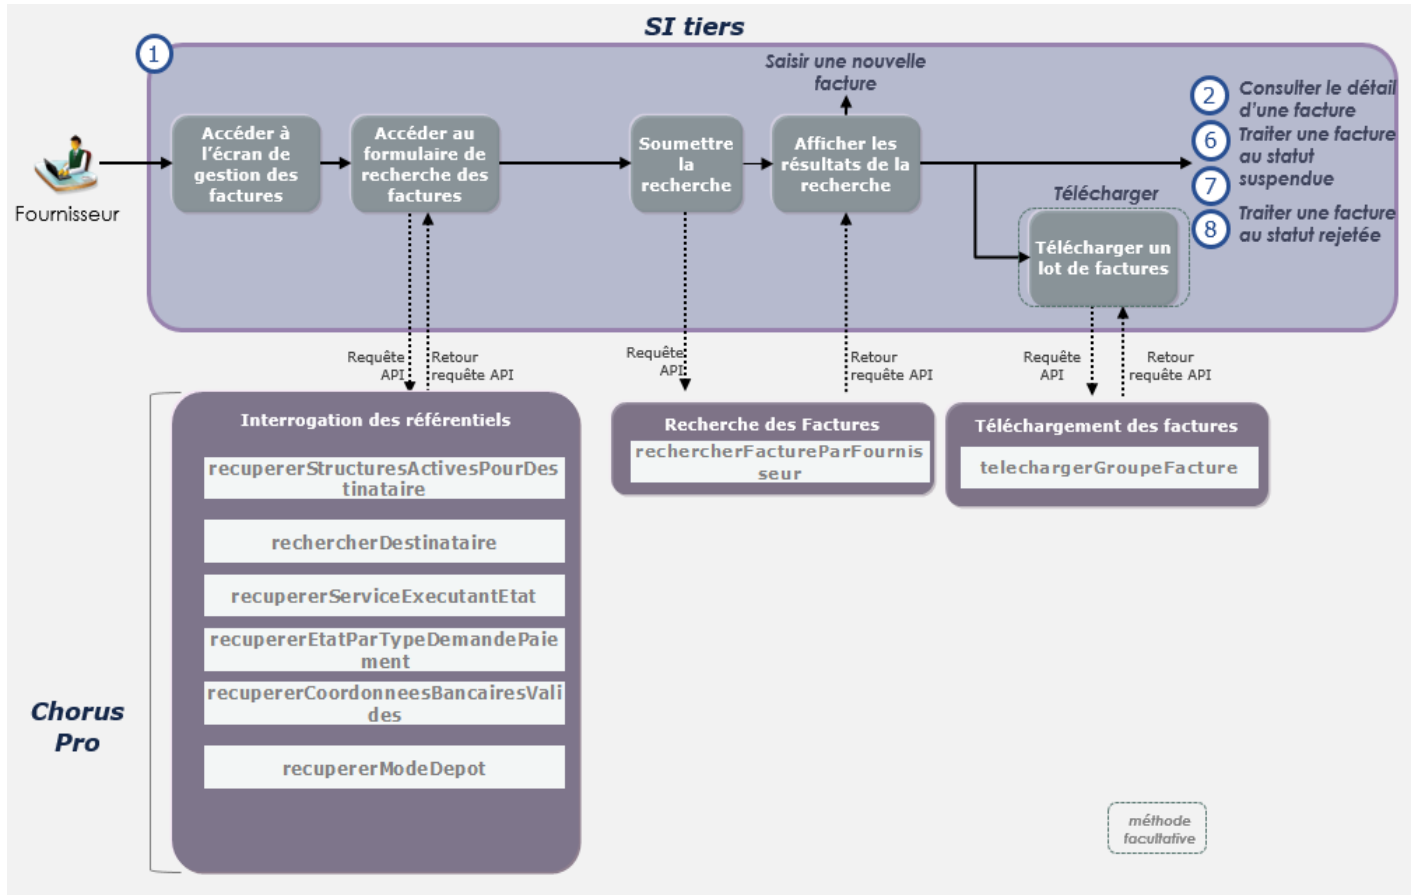 SI tiers
1
Saisir une nouvelle
facture
2
Consulter le détail
d'une facture
6
Traiter une facture
au statut
suspendue
7
8
Traiter une facture
au statut rejetée
Fournisseur
Accéder à
l'écran de
gestion des
factures
Accéder au
formulaire de
recherche des
factures
Soumettre
la
recherche
Afficher les
résultats de la
recherche
Télécharger
Télécharger un
lot de factures
Requête
API
Retour
requête API
Requête
API
Retour
requête API
Requête
API
Retour
requête API
Chorus
Pro
Interrogation des référentiels
recupererStructuresActivesPourDes
tinataire
rechercherDestinataire
recupererServiceExecutantEtat
recupererEtatParTypeDemandePaie
ment
recupererCoordonneesBancairesVali
des
recupererModeDepot
Recherche des Factures
rechercherFactureParFournis
seur
Téléchargement des factures
telechargerGroupeFacture
méthode
facultative